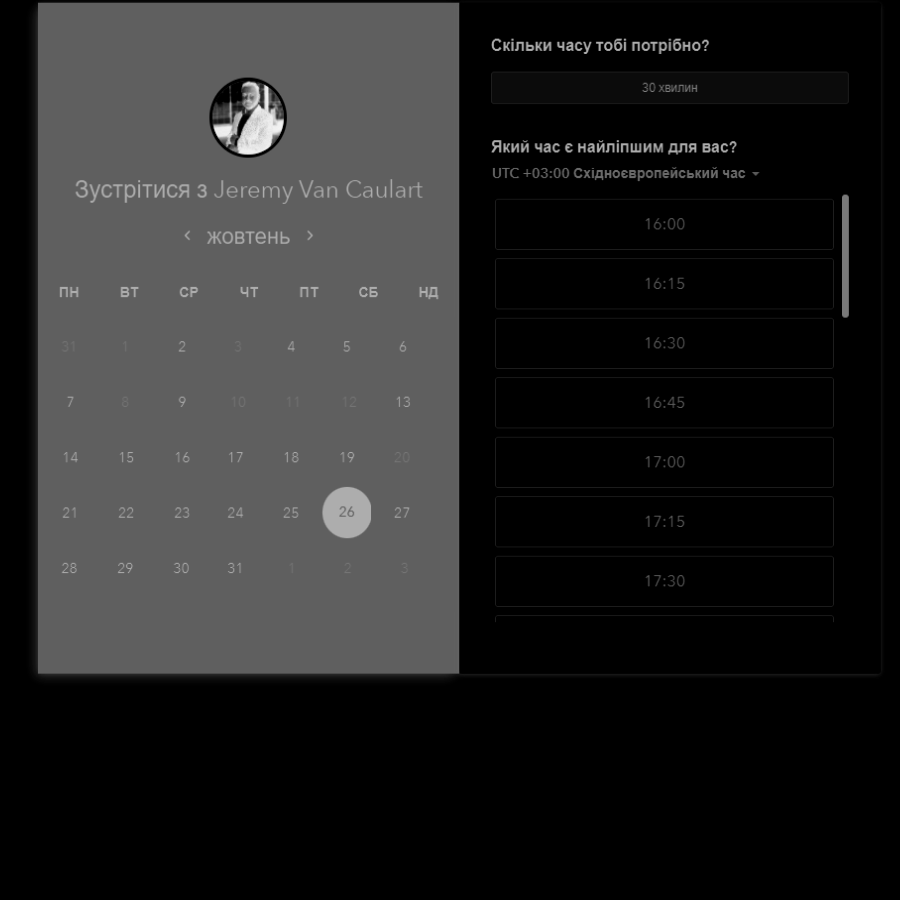 Зустрітися з Jeremy Van Caulart
жовтень
ПН ВТ СР ЧТ ПТ СБ НД
31 1 2 3 4 5 6
7 8 9 10 11 12 13
14 15 16 17 18 19 20
21 22 23 24 25 26 27
28 29 30 31 1 2 3
Скільки часу тобі потрібно?
30 хвилин
Який час є найліпшим для вас?
UTC +03:00 Східноєвропейський час
16:00
16:15
16:30
16:45
17:00
17:15
17:30